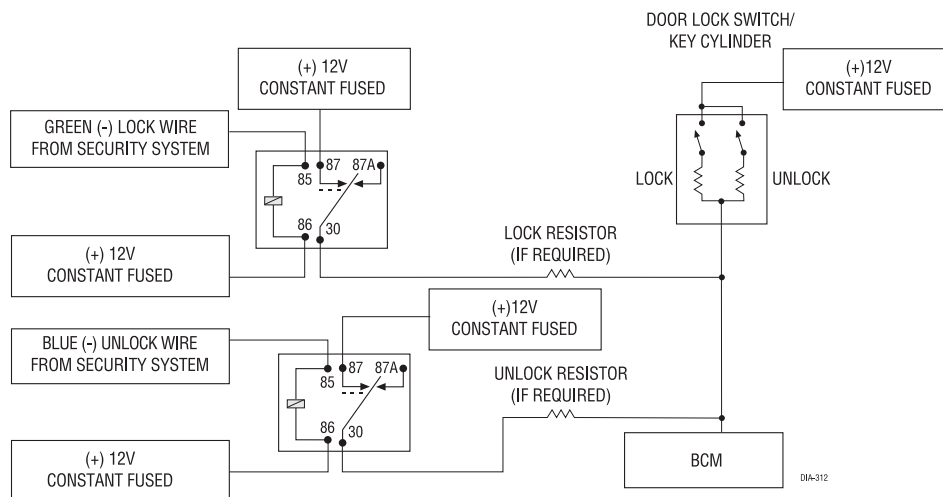 DOOR LOCK SWITCH/
KEY CYLINDER
(+) 12V
CONSTANT FUSED
(+)12V
CONSTANT FUSED
GREEN (-) LOCK WIRE
FROM SECURITY SYSTEM
85
87
87A
86
30
LOCK
UNLOCK
(+) 12V
CONSTANT FUSED
LOCK RESISTOR
(IF REQUIRED)
(+)12V
CONSTANT FUSED
BLUE (-) UNLOCK WIRE
FROM SECURITY SYSTEM
85
87
87A
86
30
UNLOCK RESISTOR
(IF REQUIRED)
(+) 12V
CONSTANT FUSED
BCM
DIA-312